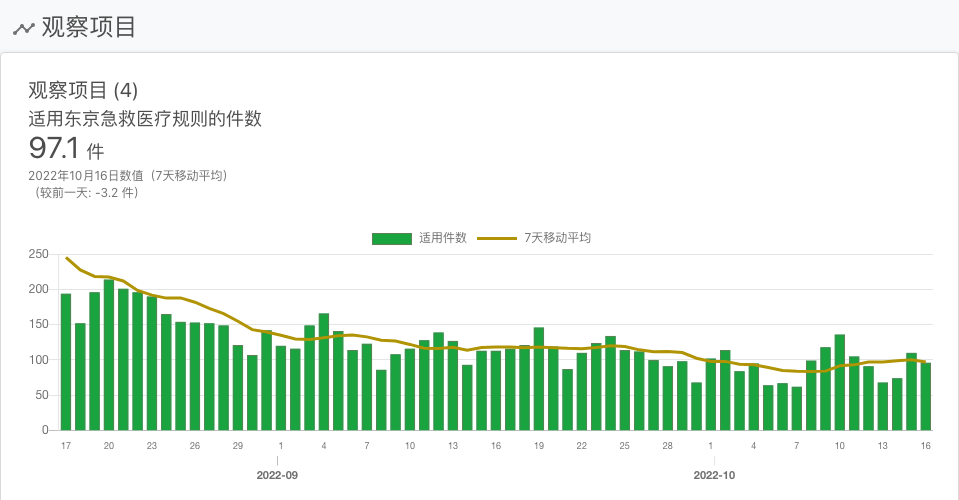 观察项目
观察项目 (4)
适用东京急救医疗规则的件数
97.1 件
2022年10月16日数值（7天移动平均）
（较前一天: -3.2 件）
适用件数 7天移动平均
250
200
150
100
50
0
17 20 23 26 29 1 4 7 10 13 16 19 22 25 28 1 4 7 10 13 16
2022-09 2022-10